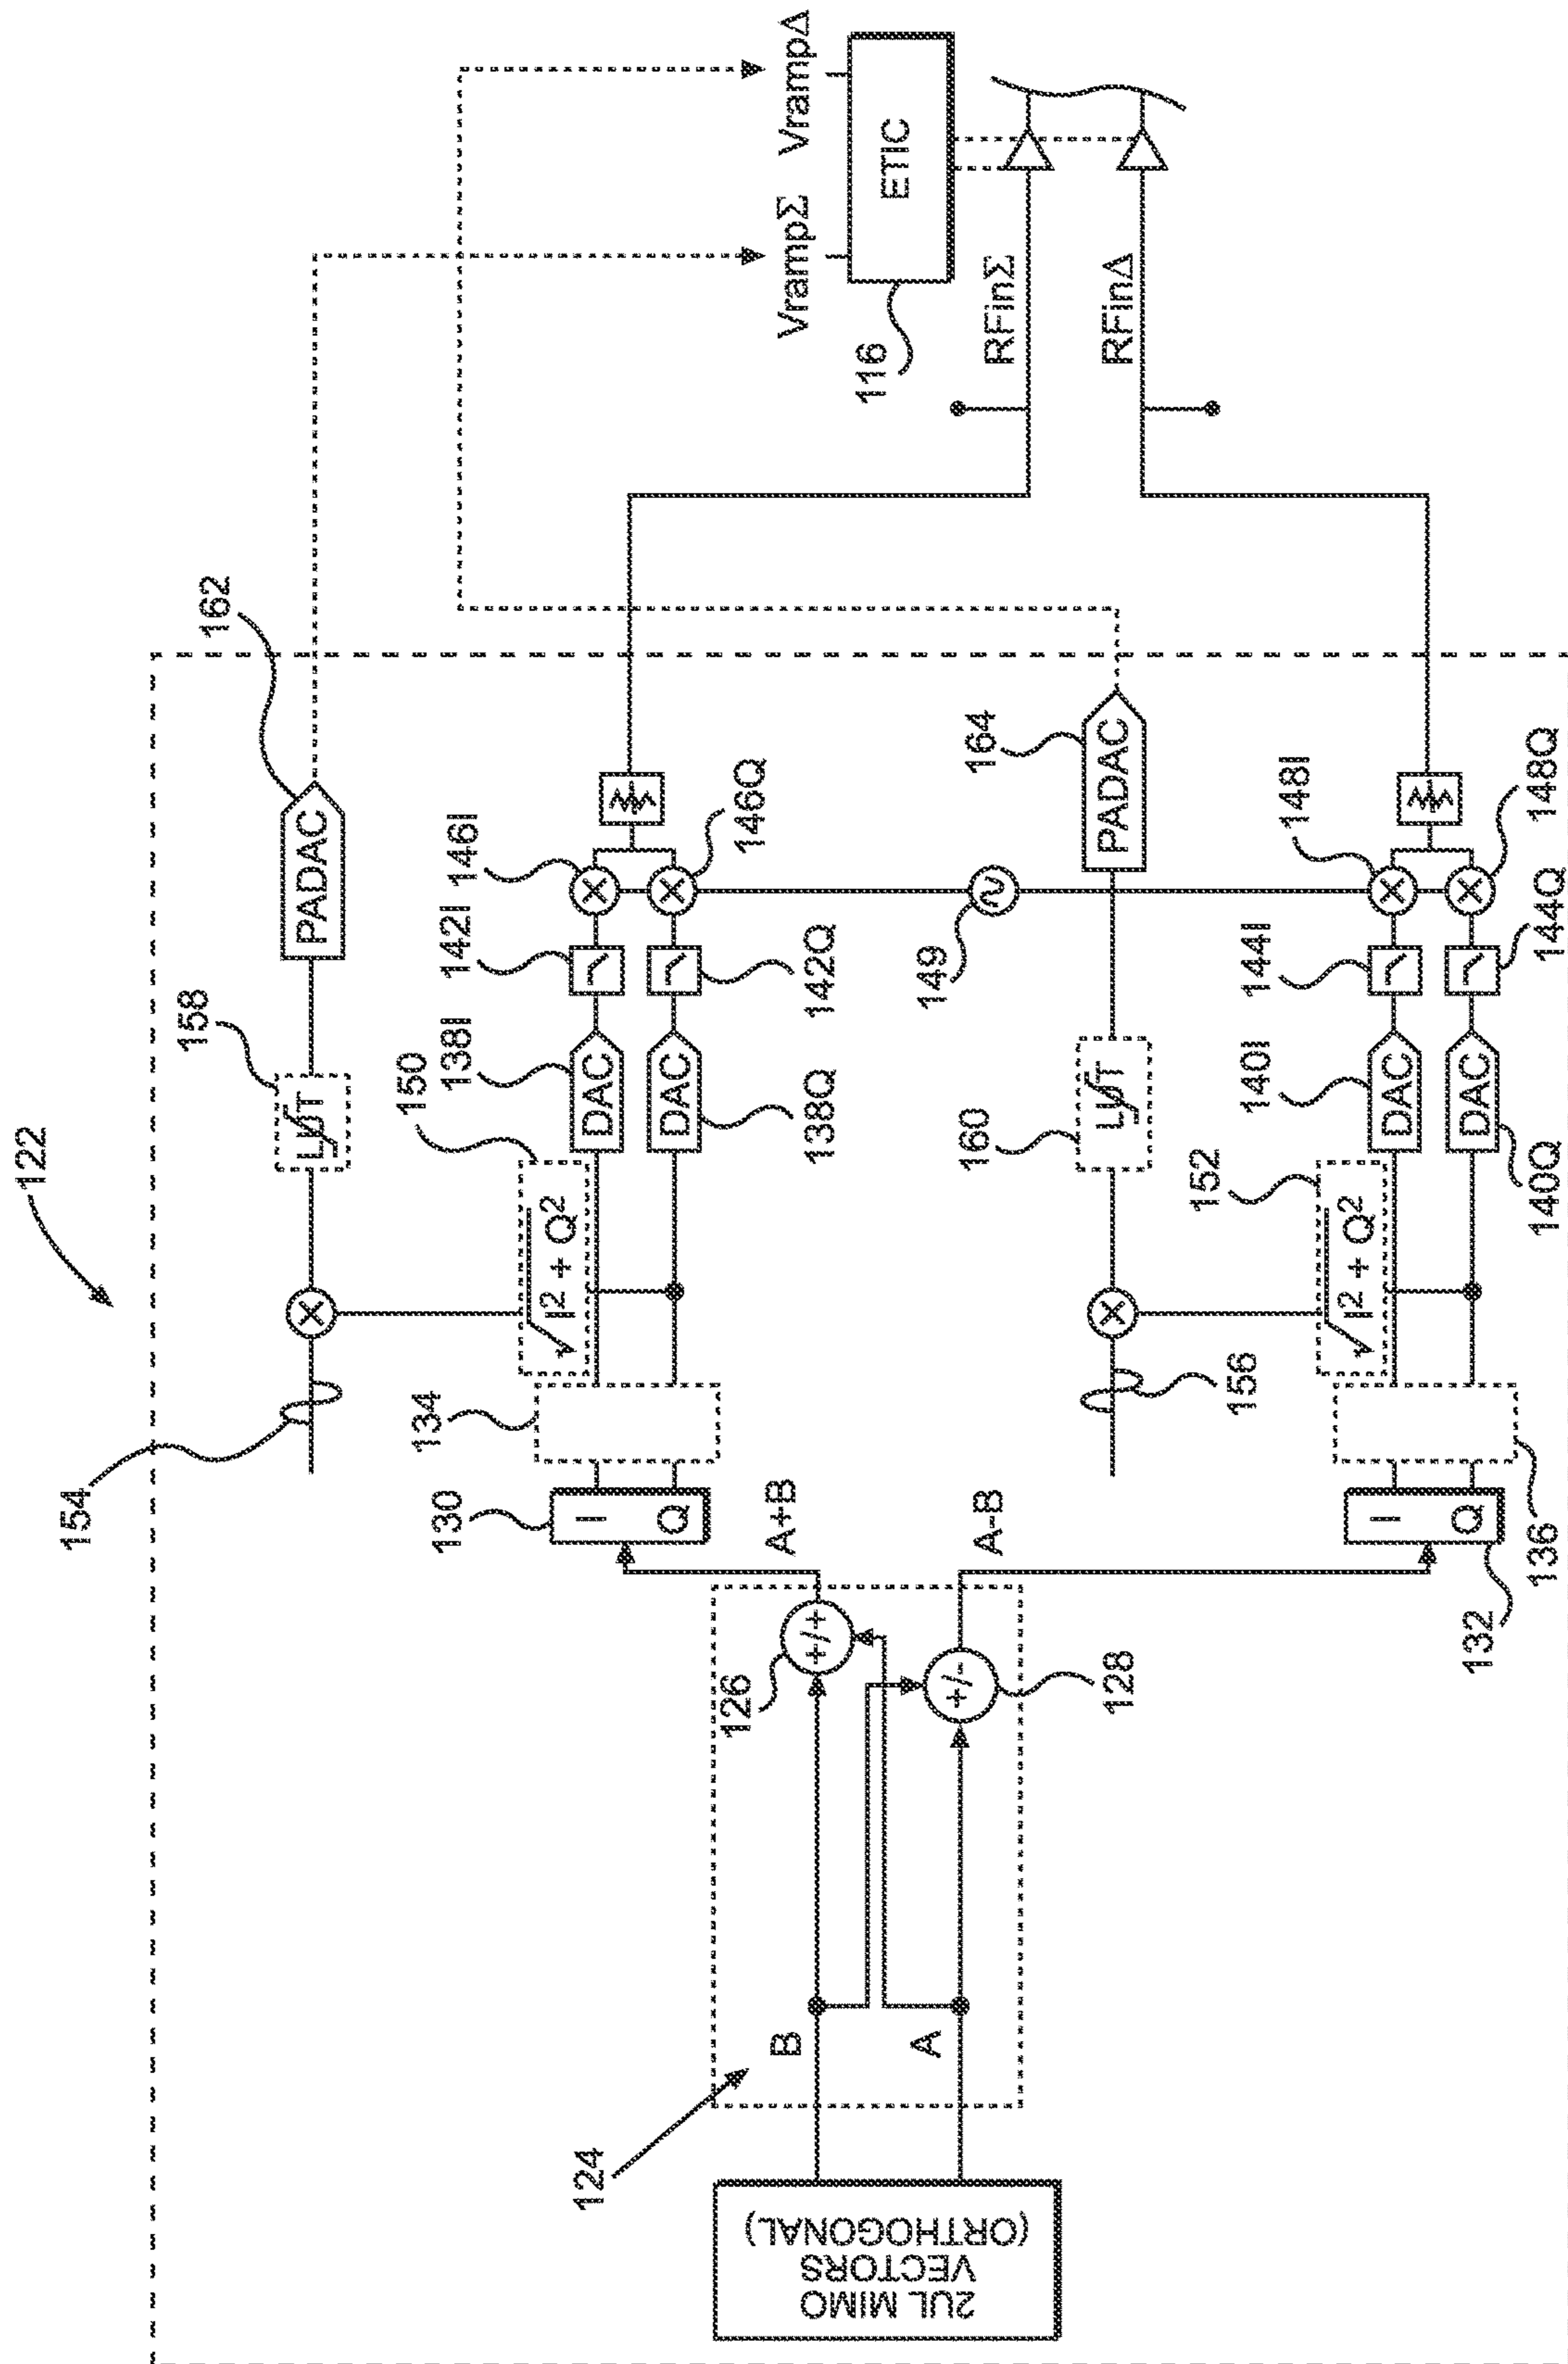 122
154
158
162
PADAC
LUT
134
150
138I
142I
146I
√I² + Q²
DAC
DAC
138Q
142Q
146Q
130
I
Q
A+B
124
126
+/+
B
A
+/-
128
A-B
2UL MIMO
VECTORS
(ORTHOGONAL)
149
156
160
LUT
164
PADAC
132
I
Q
136
152
√I² + Q²
140I
144I
148I
DAC
DAC
140Q
144Q
148Q
VrampΣ
VrampΔ
ETIC
116
RFinΣ
RFinΔ